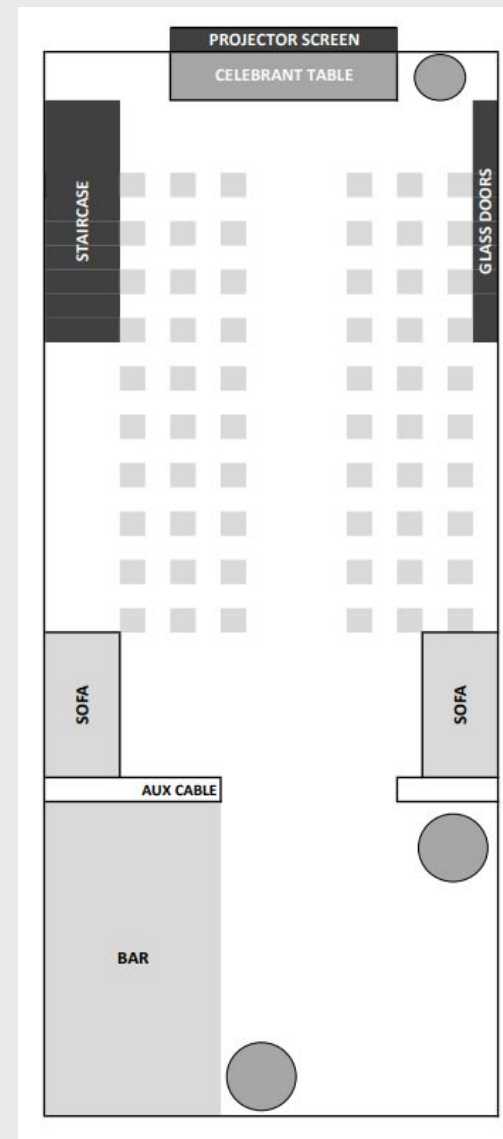 PROJECTOR SCREEN
CELEBRANT TABLE
STAIRCASE
GLASS DOORS
SOFA
SOFA
AUX CABLE
BAR